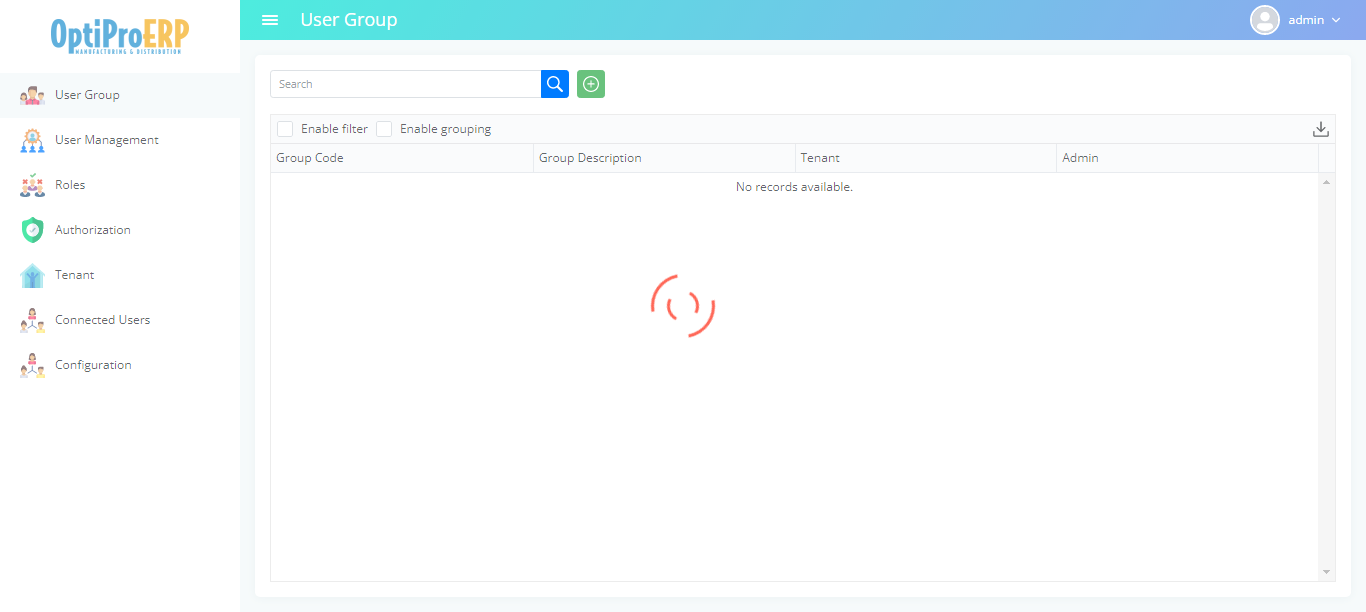 OptiProERP
MANUFACTURING & DISTRIBUTION
User Group
admin
User Group
User Management
Roles
Authorization
Tenant
Connected Users
Configuration
Search
Enable filter Enable grouping
Group Code Group Description Tenant Admin
No records available.